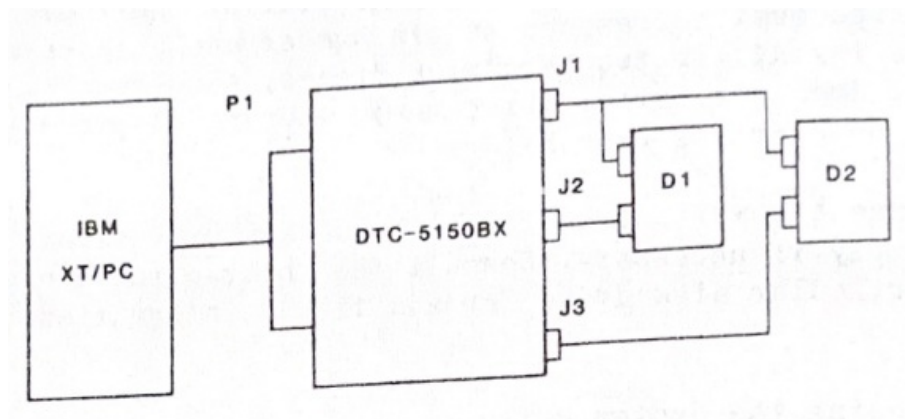 J1
P1
D1
D2
J2
IBM
XT/PC
DTC-5150BX
J3